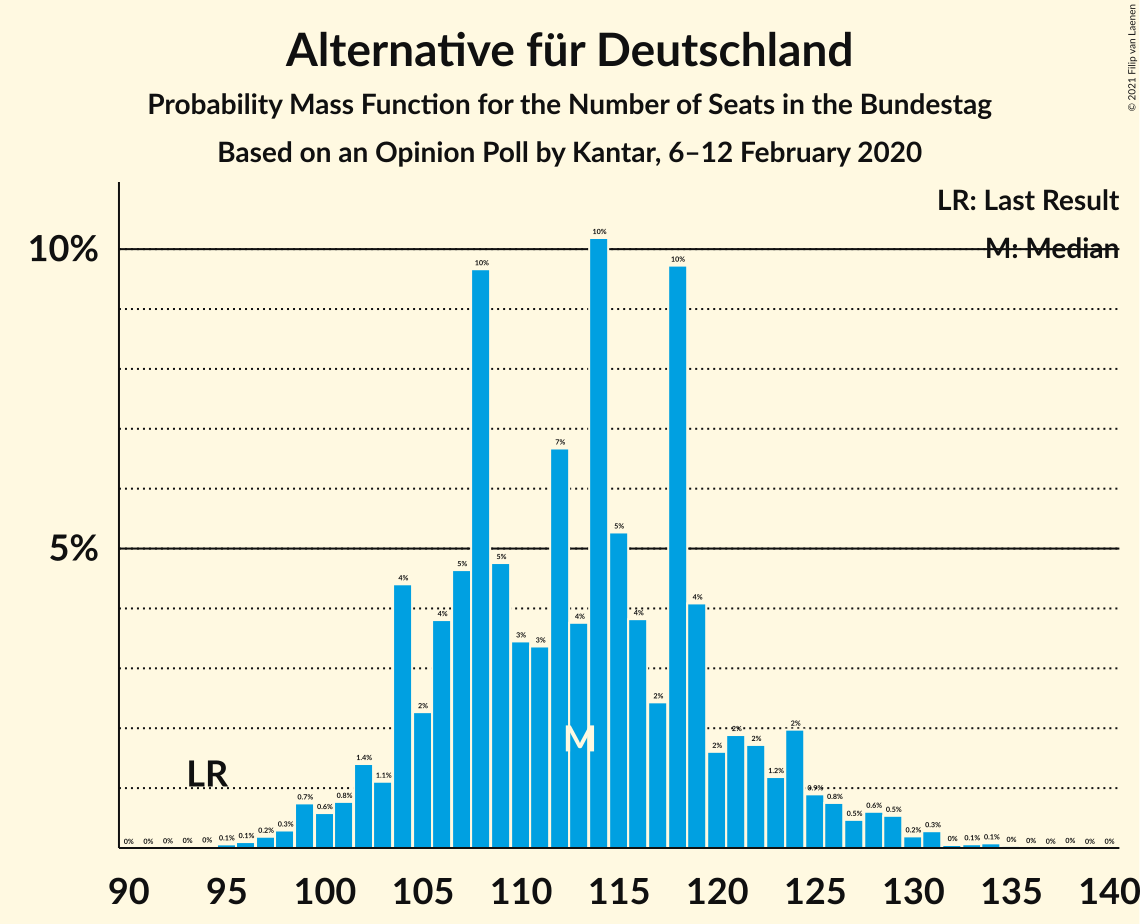 Alternative für Deutschland
Probability Mass Function for the Number of Seats in the Bundestag
Based on an Opinion Poll by Kantar, 6–12 February 2020
© 2021 Filip van Laenen
LR: Last Result
M: Median
10%
5%
0% 0% 0% 0% 0% 0.1% 0.1% 0.2% 0.3% 0.7% 0.6% 0.8% 1.4% 1.1% 4% 2% 4% 5% 10% 5% 3% 3% 7% 4% 10% 5% 4% 2% 10% 4% 2% 2% 2% 1.2% 2% 0.9% 0.8% 0.5% 0.6% 0.5% 0.2% 0.3% 0% 0.1% 0.1% 0% 0% 0% 0% 0% 0%
LR
M
90 95 100 105 110 115 120 125 130 135 140